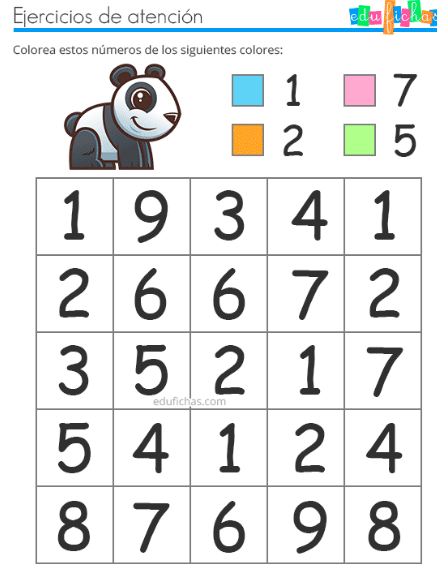 Ejercicios de atención
edufichas
Colorea estos números de los siguientes colores:
1 7
2 5
1 9 3 4 1
2 6 6 7 2
3 5 2 1 7
edufichas.com
5 4 1 2 4
8 7 6 9 8